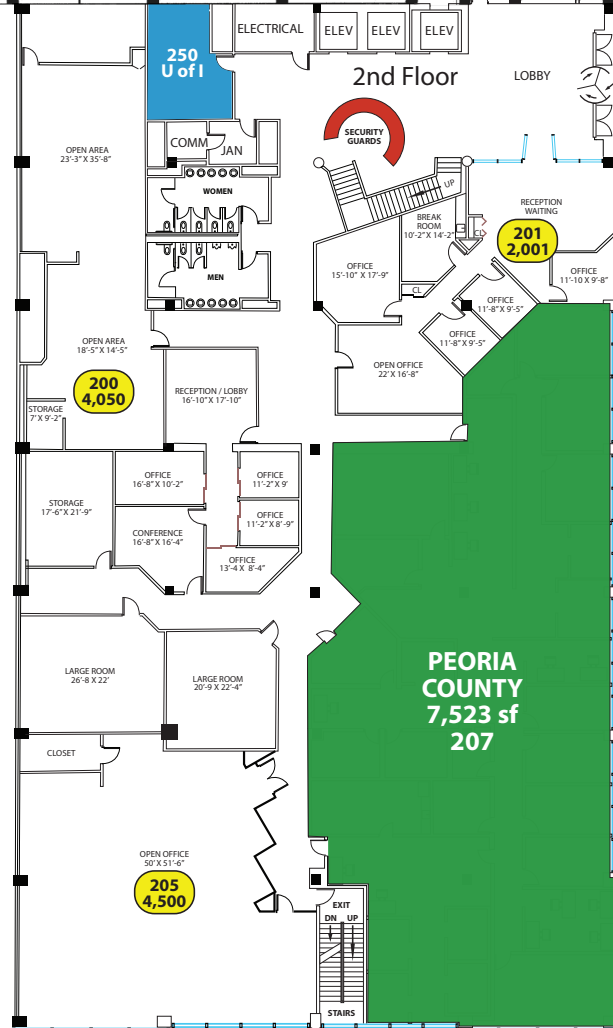 ELECTRICAL
ELEV
ELEV
ELEV
250
U of I
2nd Floor
LOBBY
SECURITY
GUARDS
COMM
JAN
OPEN AREA
23'-3" X 35'-8"
WOMEN
UP
MEN
BREAK
ROOM
10'-2" X 14'-2"
CL
RECEPTION
WAITING
201
2,001
OFFICE
15'-10" X 17'-9"
CL
OFFICE
11'-10 X 9'-8"
OFFICE
11'-8" X 9'-5"
OFFICE
11'-8" X 9'-5"
OPEN AREA
18'-5" X 14'-5"
200
4,050
OPEN OFFICE
22' X 16'-8"
RECEPTION / LOBBY
16'-10" X 17'-10"
STORAGE
7' X 9'-2"
OFFICE
16'-8" X 10'-2"
OFFICE
11'-2" X 9'
STORAGE
17'-6" X 21'-9"
OFFICE
11'-2" X 8'-9"
CONFERENCE
16'-8" X 16'-4"
OFFICE
13'-4 X 8'-4"
LARGE ROOM
26'-8 X 22'
LARGE ROOM
20'-9 X 22'-4"
PEORIA
COUNTY
7,523 sf
207
CLOSET
OPEN OFFICE
50' X 51'-6"
205
4,500
EXIT
DN UP
STAIRS